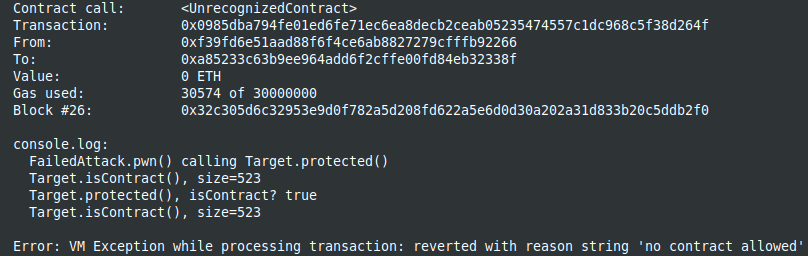 Contract call: <UnrecognizedContract>
Transaction: 0x0985dba794fe01ed6fe71ec6ea8decb2ceab05235474557c1dc968c5f38d264f
From: 0xf39fd6e51aad88f6f4ce6ab8827279cfffb92266
To: 0xa85233c63b9ee964add6f2cffe00fd84eb32338f
Value: 0 ETH
Gas used: 30574 of 30000000
Block #26: 0x32c305d6c32953e9d0f782a5d208fd622a5e6d0d30a202a31d833b20c5ddb2f0
console.log:
FailedAttack.pwn() calling Target.protected()
Target.isContract(), size=523
Target.protected(), isContract? true
Target.isContract(), size=523
Error: VM Exception while processing transaction: reverted with reason string 'no contract allowed'